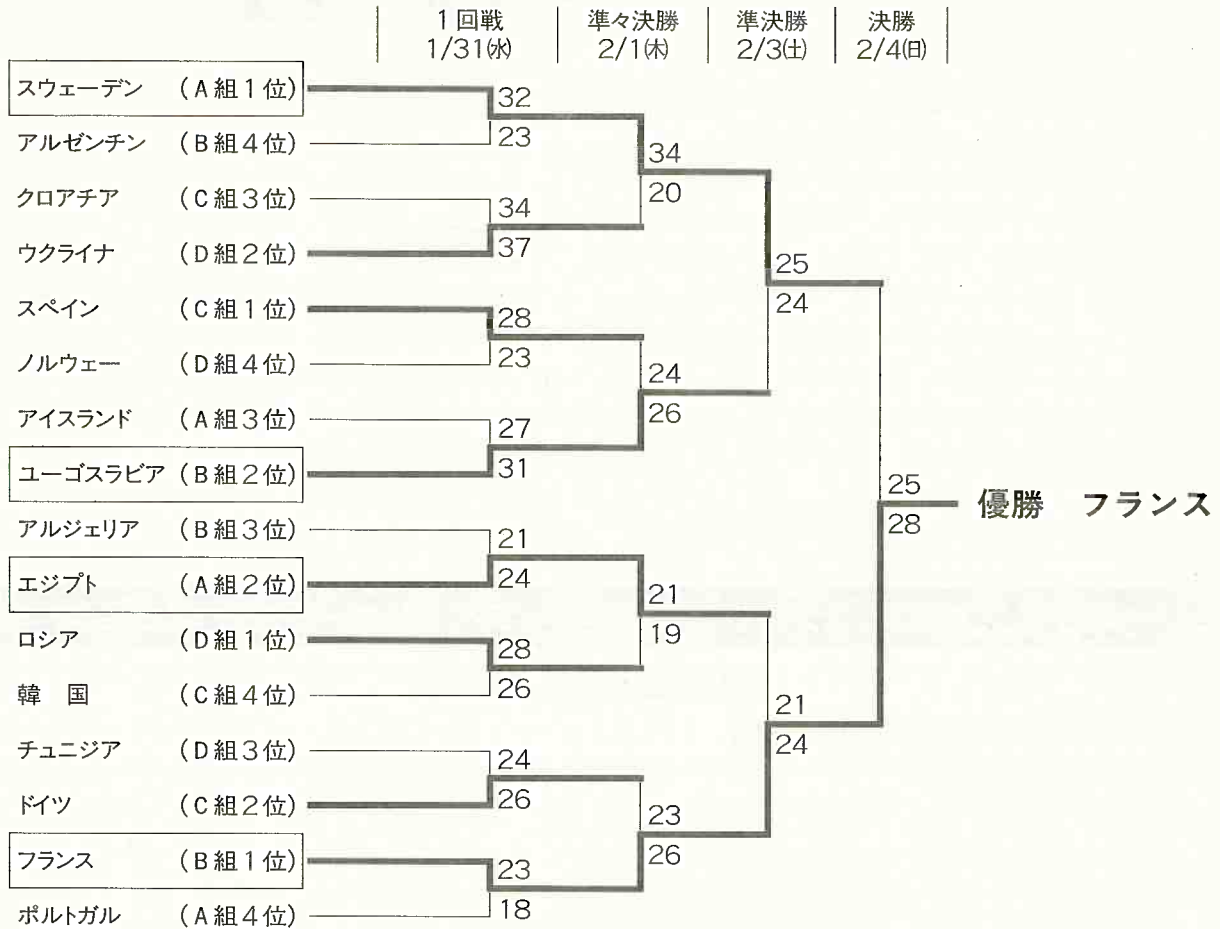 1回戦 準々決勝 準決勝 決勝
1/31(水) 2/1(木) 2/3(土) 2/4(日)
スウェーデン (A組1位)
32
アルゼンチン (B組4位)
23
34
20
クロアチア (C組3位)
34
ウクライナ (D組2位)
37
25
24
スペイン (C組1位)
28
ノルウェー (D組4位)
23
24
26
アイスランド (A組3位)
27
ユーゴスラビア (B組2位)
31
25
28
優勝 フランス
アルジェリア (B組3位)
21
エジプト (A組2位)
24
21
19
ロシア (D組1位)
28
韓国 (C組4位)
26
21
24
チュニジア (D組3位)
24
ドイツ (C組2位)
26
23
26
フランス (B組1位)
23
ポルトガル (A組4位)
18